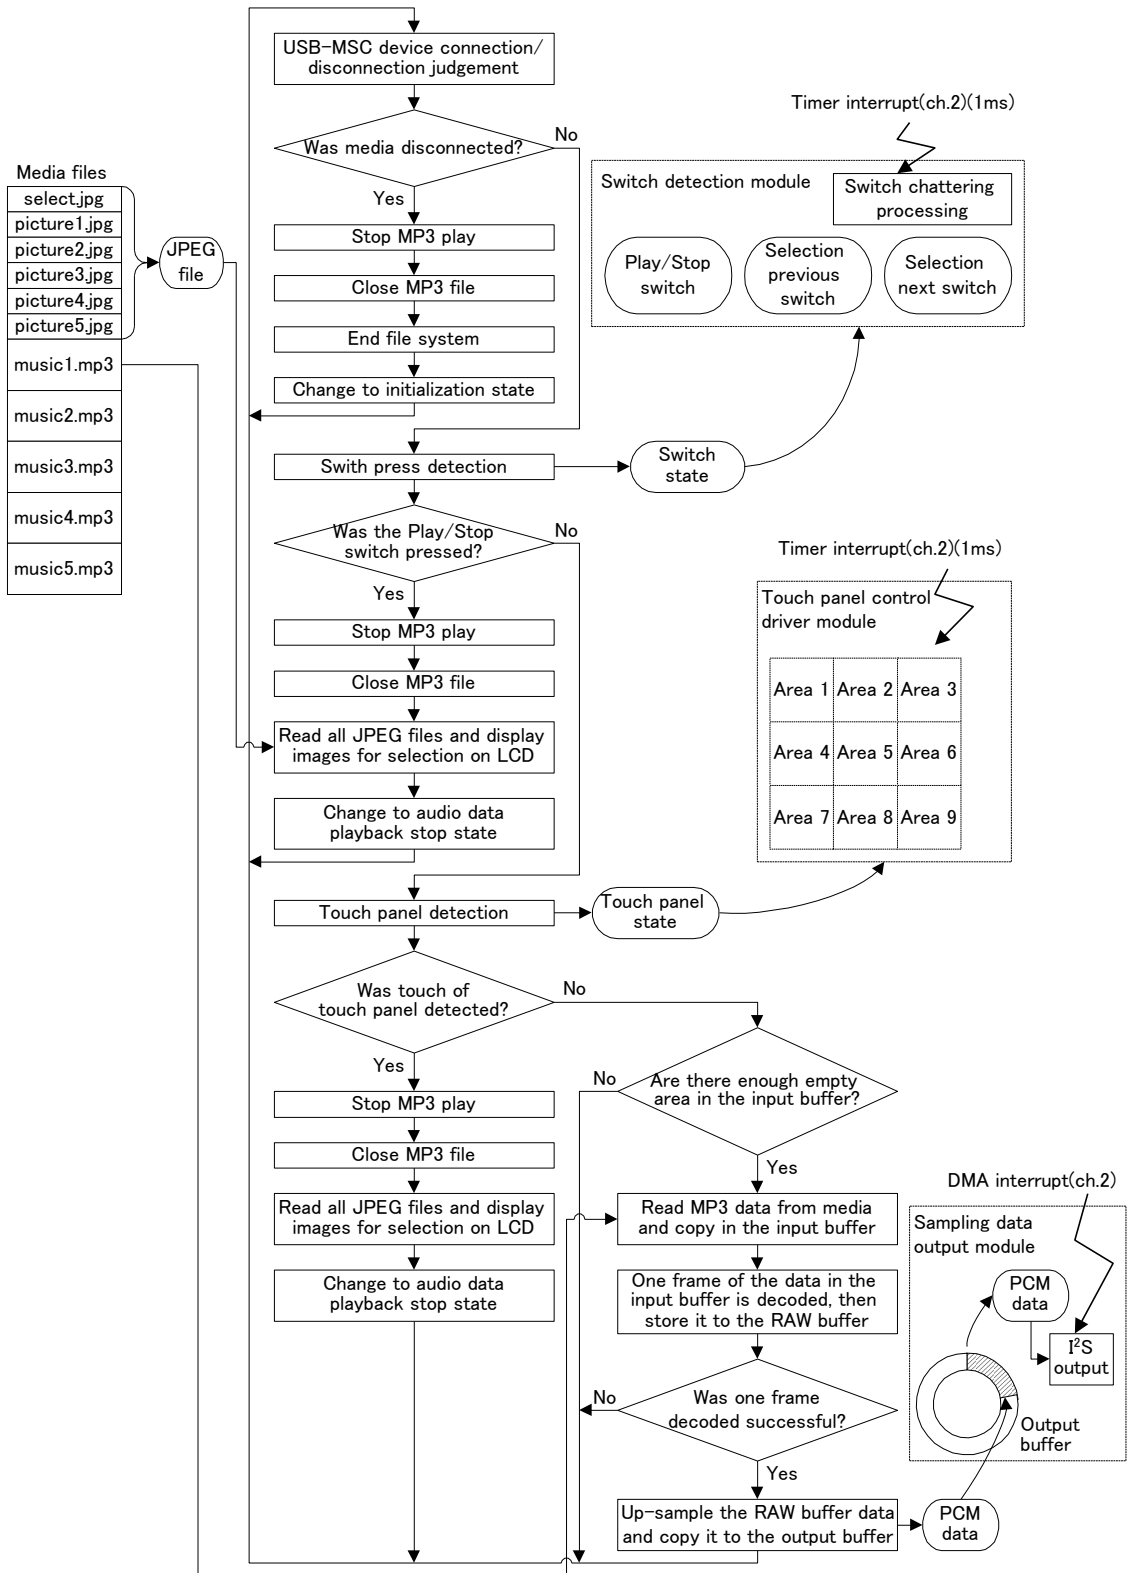 USB-MSC device connection/
disconnection judgement
Was media disconnected?
No
Yes
Stop MP3 play
Close MP3 file
End file system
Change to initialization state
Media files
select.jpg
picture1.jpg
picture2.jpg
picture3.jpg
picture4.jpg
picture5.jpg
music1.mp3
music2.mp3
music3.mp3
music4.mp3
music5.mp3
JPEG
file
Timer interrupt(ch.2)(1ms)
Switch detection module
Switch chattering
processing
Play/Stop
switch
Selection
previous
switch
Selection
next switch
Swith press detection
Switch
state
Was the Play/Stop
switch pressed?
No
Yes
Stop MP3 play
Close MP3 file
Read all JPEG files and display
images for selection on LCD
Change to audio data
playback stop state
Timer interrupt(ch.2)(1ms)
Touch panel control
driver module
Area 1
Area 2
Area 3
Area 4
Area 5
Area 6
Area 7
Area 8
Area 9
Touch panel detection
Touch panel
state
Was touch of
touch panel detected?
No
Yes
Stop MP3 play
Close MP3 file
Read all JPEG files and display
images for selection on LCD
Change to audio data
playback stop state
Are there enough empty
area in the input buffer?
No
Yes
Read MP3 data from media
and copy in the input buffer
One frame of the data in the
input buffer is decoded, then
store it to the RAW buffer
Was one frame
decoded successful?
No
Yes
Up-sample the RAW buffer data
and copy it to the output buffer
PCM
data
DMA interrupt(ch.2)
Sampling data
output module
PCM
data
I²S
output
Output
buffer